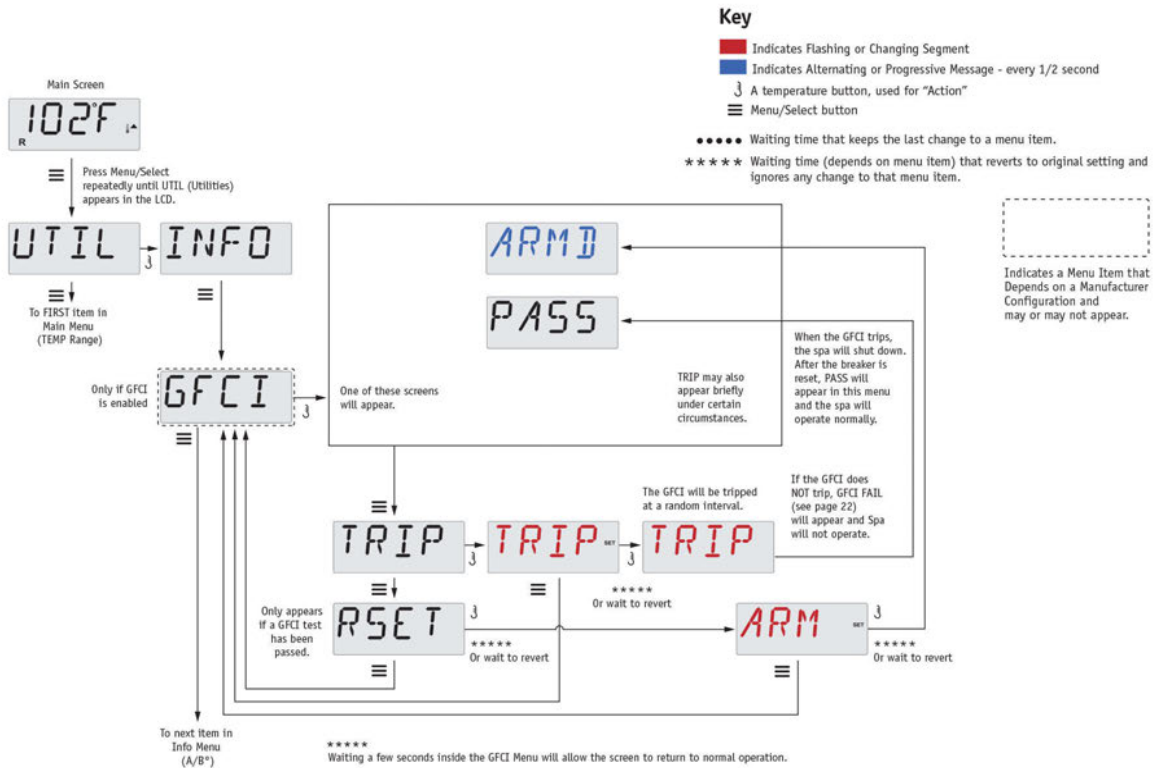 Key
Indicates Flashing or Changing Segment
Indicates Alternating or Progressive Message - every 1/2 second
A temperature button, used for "Action"
Menu/Select button
••••• Waiting time that keeps the last change to a menu item.
***** Waiting time (depends on menu item) that reverts to original setting and
ignores any change to that menu item.
Indicates a Menu Item that
Depends on a Manufacturer
Configuration and
may or may not appear.
Main Screen
102°F
R
Press Menu/Select
repeatedly until UTIL (Utilities)
appears in the LCD.
UTIL
INFO
To FIRST item in
Main Menu
(TEMP Range)
Only if GFCI
is enabled
GFCI
One of these screens
will appear.
ARMD
PASS
TRIP may also
appear briefly
under certain
circumstances.
When the GFCI trips,
the spa will shut down.
After the breaker is
reset, PASS will
appear in this menu
and the spa will
operate normally.
The GFCI will be tripped
at a random interval.
If the GFCI does
NOT trip, GFCI FAIL
(see page 22)
will appear and Spa
will not operate.
TRIP
TRIP SET
TRIP
*****
Or wait to revert
Only appears
if a GFCI test
has been
passed.
RSET
*****
Or wait to revert
ARM SET
*****
Or wait to revert
To next item in
Info Menu
(A/B°)
*****
Waiting a few seconds inside the GFCI Menu will allow the screen to return to normal operation.